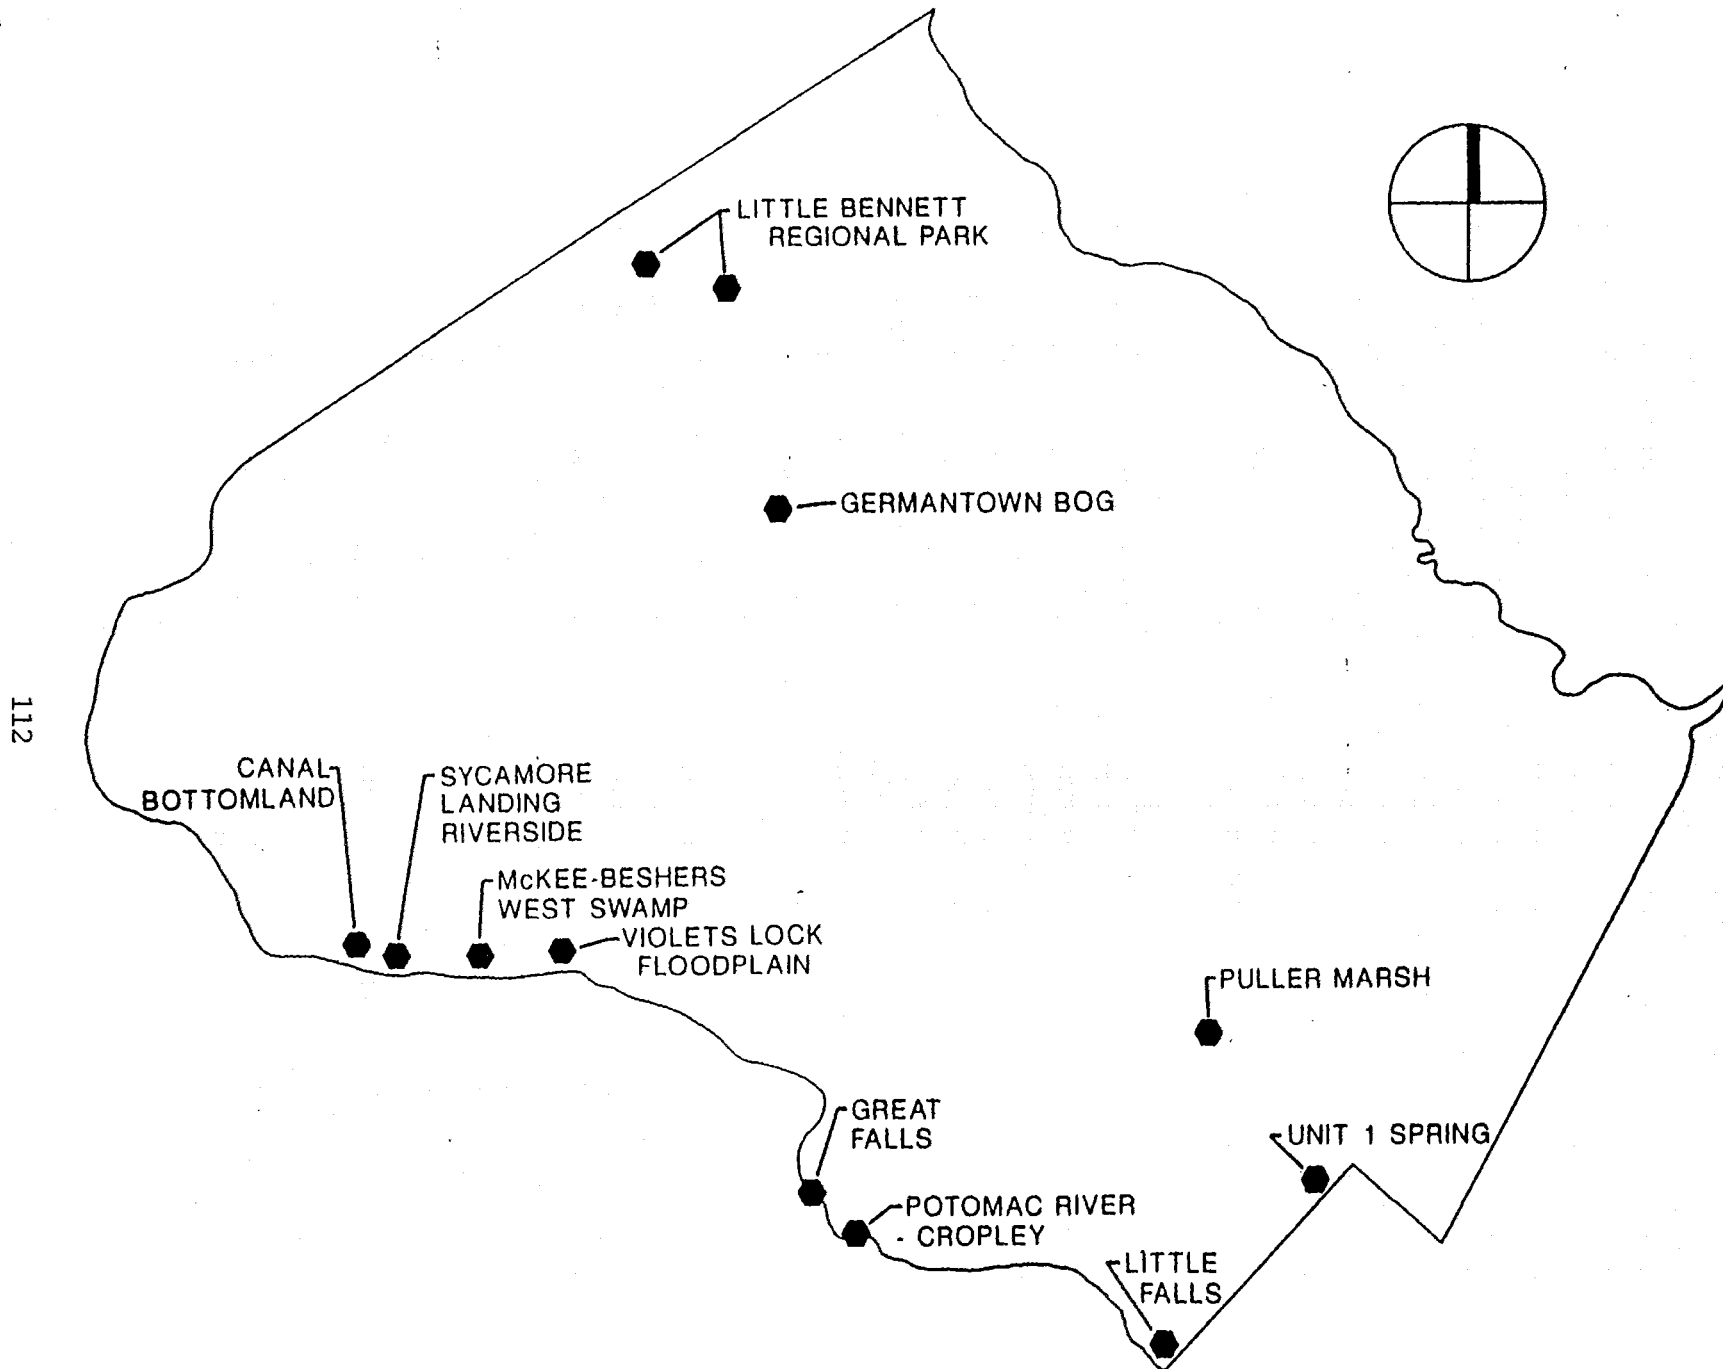 LITTLE BENNETT
REGIONAL PARK
GERMANTOWN BOG
112
CANAL
BOTTOMLAND
SYCAMORE
LANDING
RIVERSIDE
McKEE-BESHERS
WEST SWAMP
VIOLETS LOCK
FLOODPLAIN
PULLER MARSH
GREAT
FALLS
UNIT 1 SPRING
POTOMAC RIVER
- CROPLEY
LITTLE
FALLS